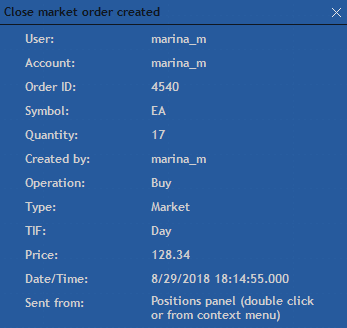 Close market order created
User: marina_m
Account: marina_m
Order ID: 4540
Symbol: EA
Quantity: 17
Created by: marina_m
Operation: Buy
Type: Market
TIF: Day
Price: 128.34
Date/Time: 8/29/2018 18:14:55.000
Sent from: Positions panel (double click
or from context menu)